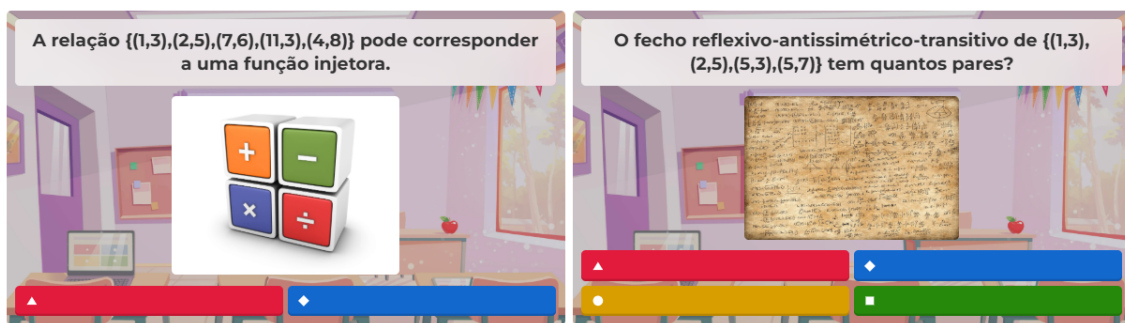 A relação {(1,3),(2,5),(7,6),(11,3),(4,8)} pode corresponder
a uma função injetora.
O fecho reflexivo-antissimétrico-transitivo de {(1,3),
(2,5),(5,3),(5,7)} tem quantos pares?